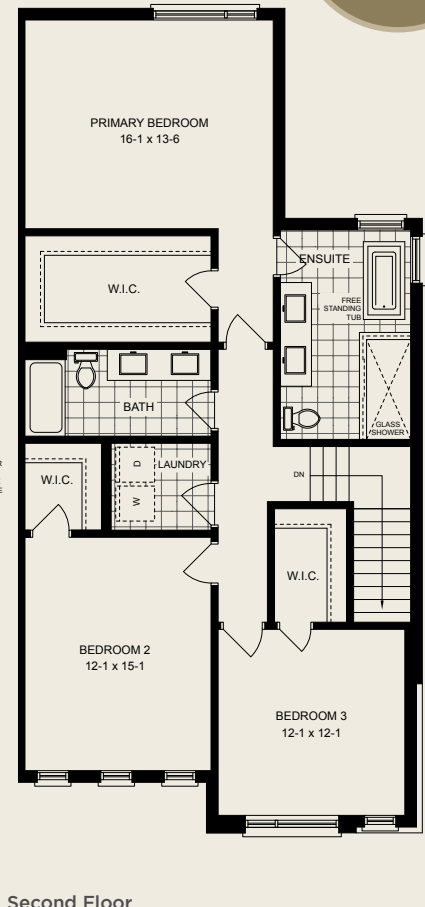 PRIMARY BEDROOM
16-1 x 13-6
ENSUITE
W.I.C.
FREE
STANDING
TUB
BATH
GLASS
SHOWER
W.I.C.
D
LAUNDRY
W
DN
W.I.C.
BEDROOM 2
12-1 x 15-1
BEDROOM 3
12-1 x 12-1
Second Floor